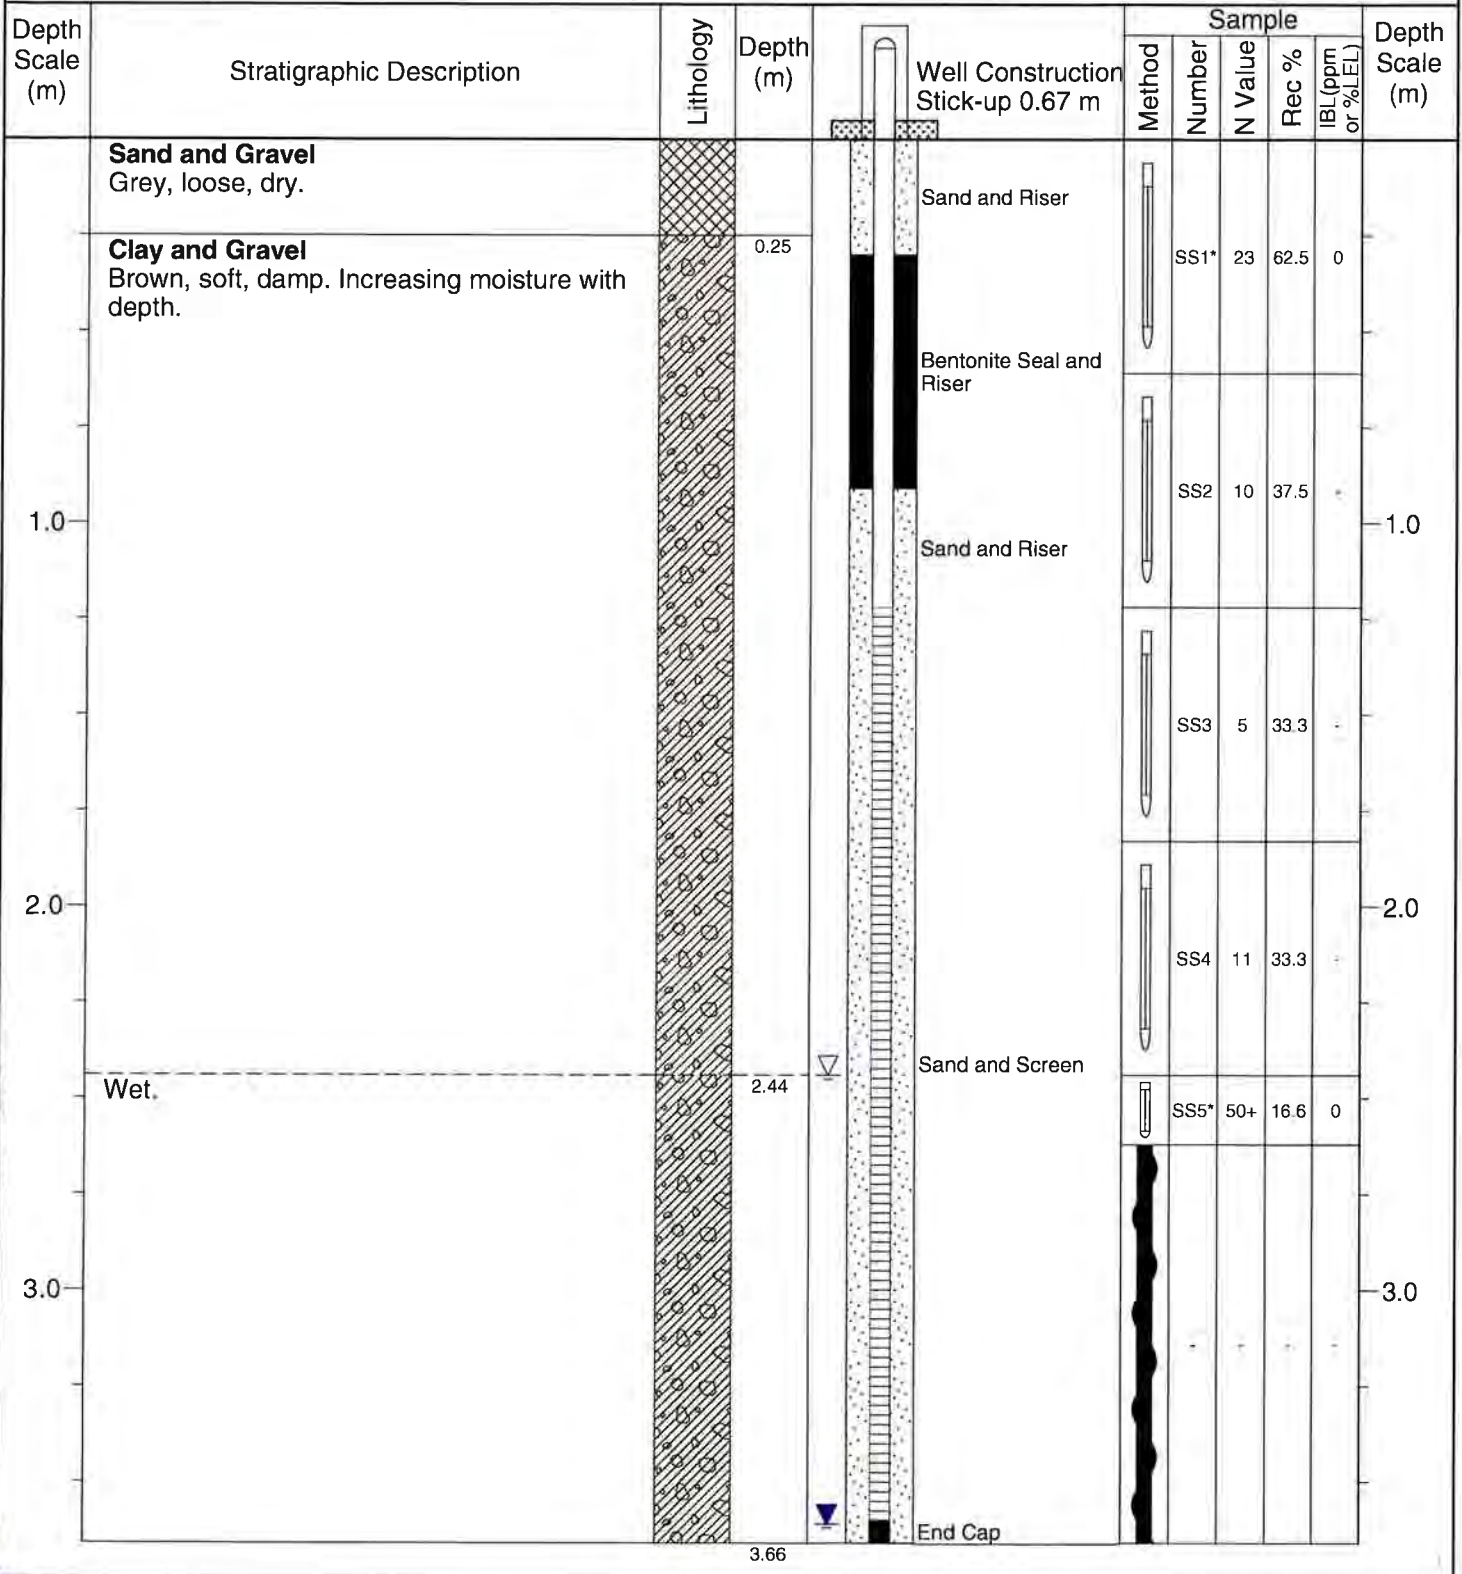 Depth
Scale
(m)
Stratigraphic Description
Lithology
Depth
(m)
Well Construction
Stick-up 0.67 m
Sample
Method
Number
N Value
Rec %
IBL(ppm
or %LEL)
Depth
Scale
(m)
Sand and Gravel
Grey, loose, dry.
Sand and Riser
Clay and Gravel
Brown, soft, damp. Increasing moisture with
depth.
0.25
SS1* 23 62.5 0
Bentonite Seal and
Riser
SS2 10 37.5 -
1.0
1.0
Sand and Riser
SS3 5 33.3 -
2.0
2.0
SS4 11 33.3 -
Sand and Screen
Wet.
2.44
SS5* 50+ 16.6 0
3.0
3.0
- - - -
End Cap
3.66